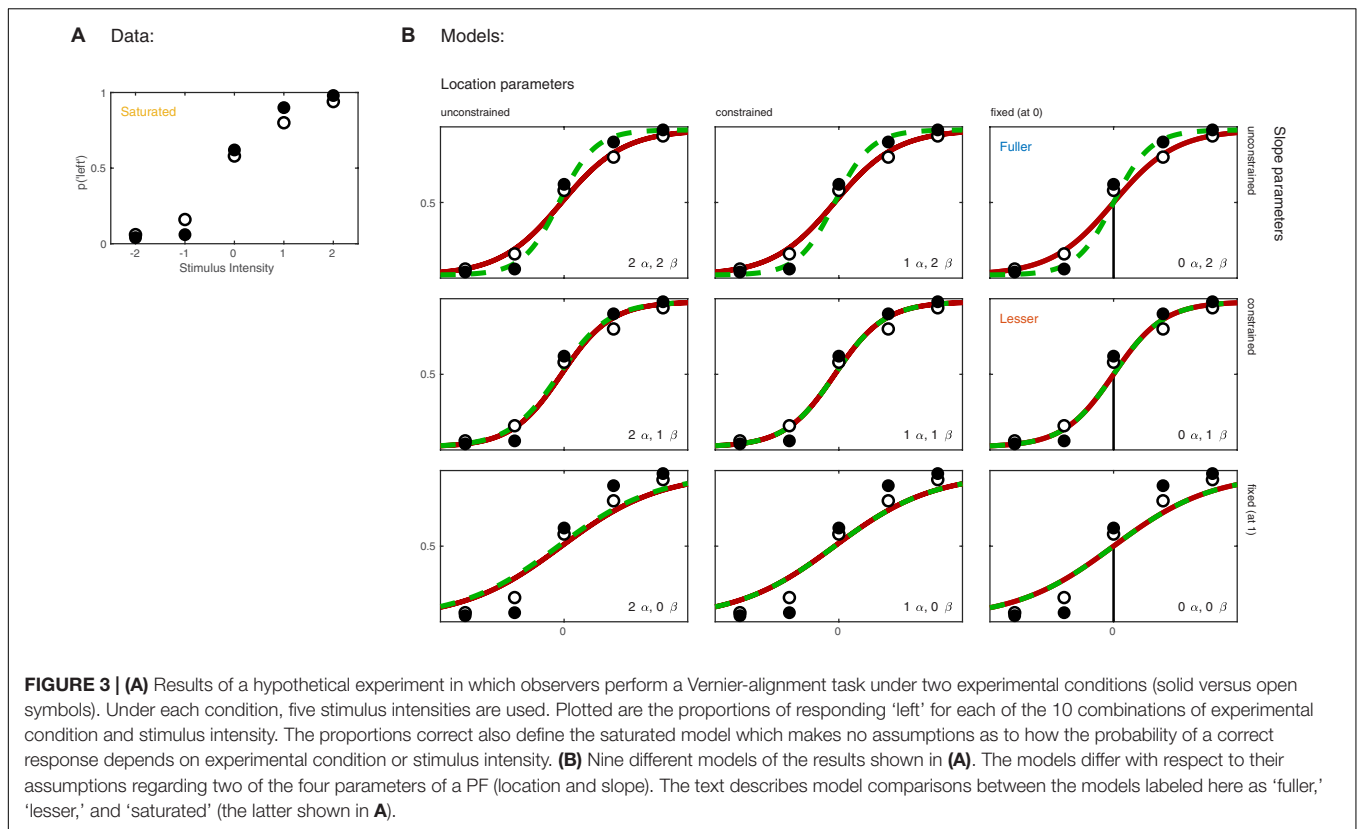 A Data:
B Models:
Location parameters
unconstrained
constrained
fixed (at 0)
Saturated
1
0.5
0
p('left')
-2 -1 0 1 2
Stimulus Intensity
0.5
2 α, 2 β
1 α, 2 β
Fuller
0 α, 2 β
unconstrained
Slope parameters
0.5
2 α, 1 β
1 α, 1 β
Lesser
0 α, 1 β
constrained
0.5
2 α, 0 β
1 α, 0 β
0 α, 0 β
fixed (at 1)
0
0
0
FIGURE 3 | (A) Results of a hypothetical experiment in which observers perform a Vernier-alignment task under two experimental conditions (solid versus open
symbols). Under each condition, five stimulus intensities are used. Plotted are the proportions of responding 'left' for each of the 10 combinations of experimental
condition and stimulus intensity. The proportions correct also define the saturated model which makes no assumptions as to how the probability of a correct
response depends on experimental condition or stimulus intensity. (B) Nine different models of the results shown in (A). The models differ with respect to their
assumptions regarding two of the four parameters of a PF (location and slope). The text describes model comparisons between the models labeled here as 'fuller,'
'lesser,' and 'saturated' (the latter shown in A).